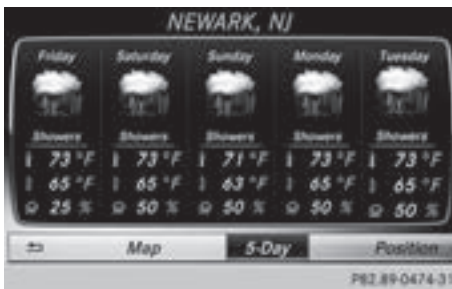 NEWARK, NJ
Friday Saturday Sunday Monday Tuesday
Showers Showers Showers Showers Showers
73 °F 73 °F 71 °F 73 °F 73 °F
65 °F 65 °F 63 °F 65 °F 65 °F
25 % 50 % 50 % 50 % 50 %
Map 5-Day Position
P82.89-0474-31